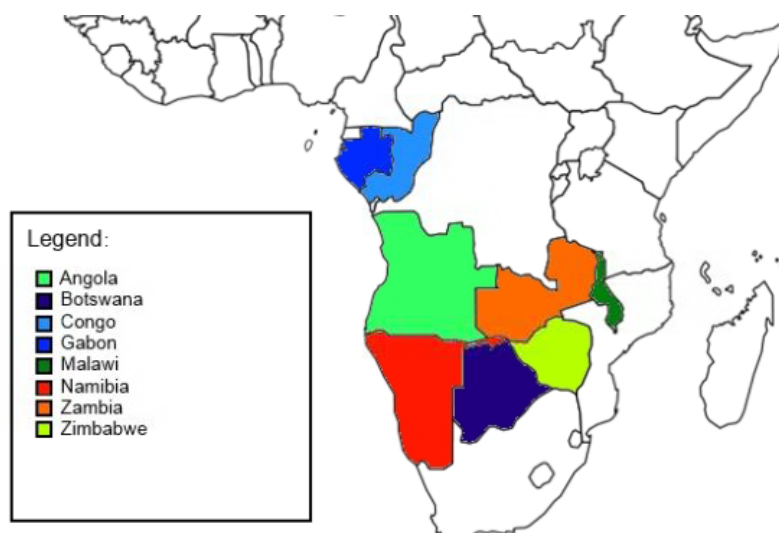 Legend:
Angola
Botswana
Congo
Gabon
Malawi
Namibia
Zambia
Zimbabwe